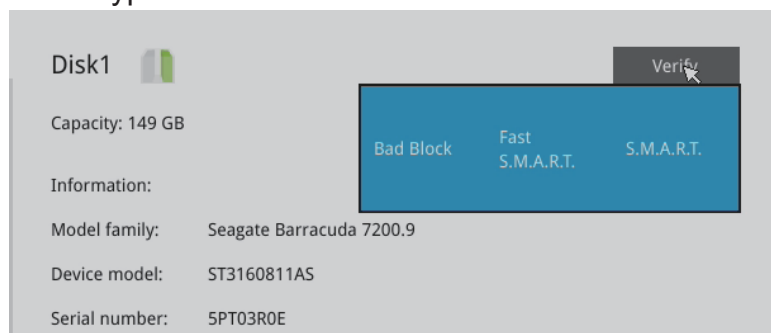 Disk1
Verify
Capacity: 149 GB
Bad Block
Fast
S.M.A.R.T.
S.M.A.R.T.
Information:
Model family: Seagate Barracuda 7200.9
Device model: ST3160811AS
Serial number: 5PT03R0E